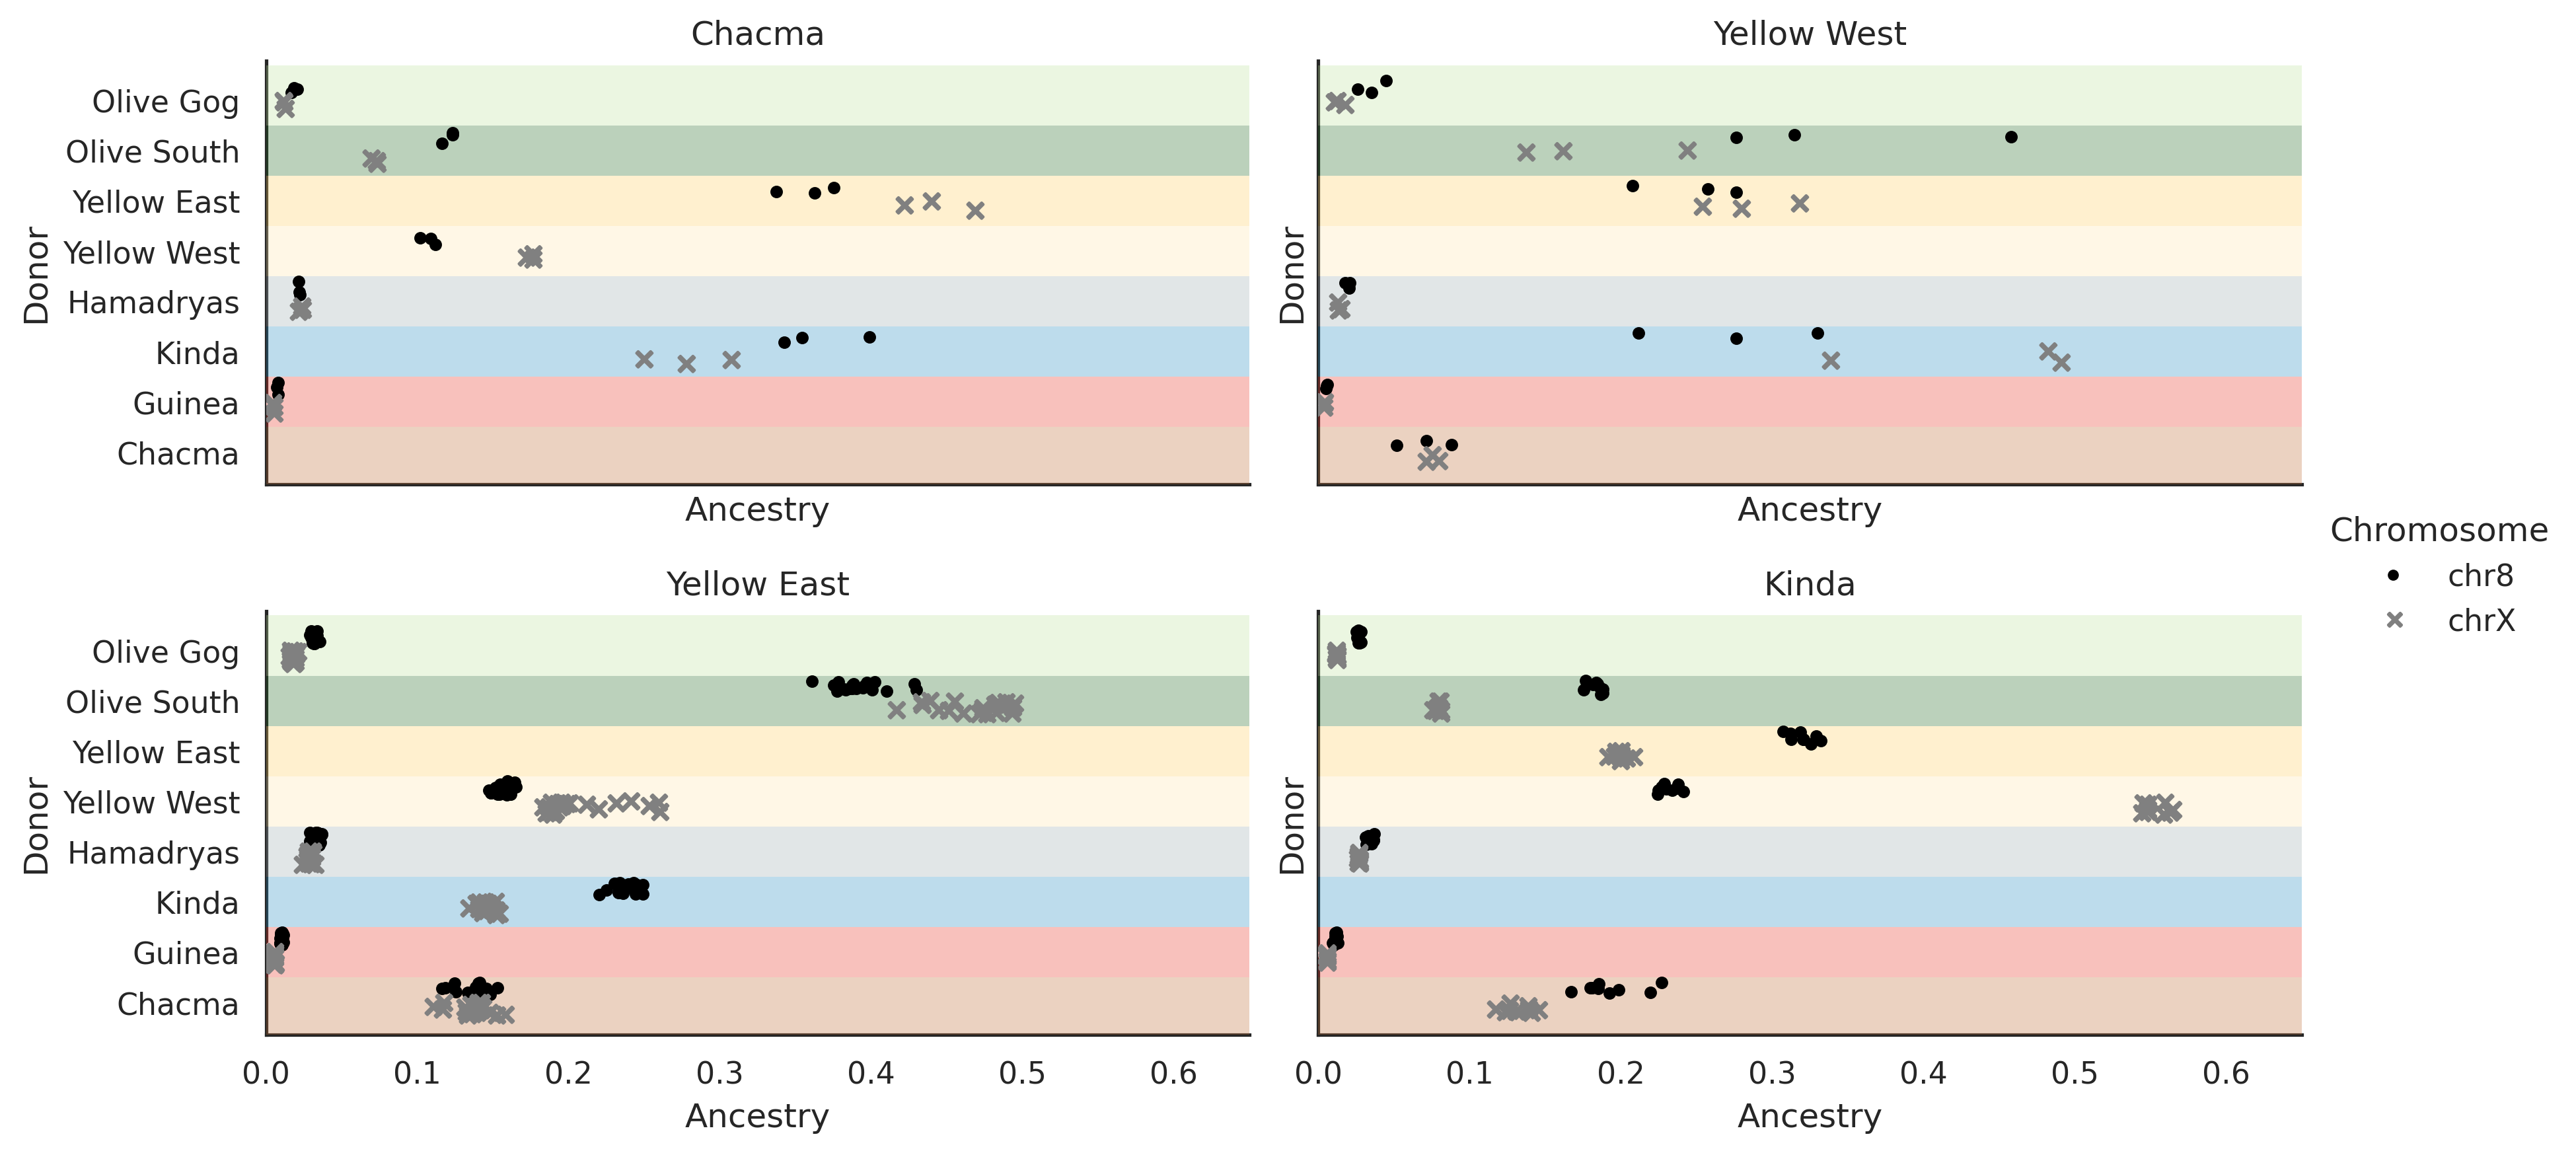 Chacma
Yellow West
Donor
Olive Gog
Olive South
Yellow East
Yellow West
Hamadryas
Kinda
Guinea
Chacma
Ancestry
Donor
Ancestry
Chromosome
chr8
chrX
Yellow East
Kinda
Donor
Olive Gog
Olive South
Yellow East
Yellow West
Hamadryas
Kinda
Guinea
Chacma
0.0 0.1 0.2 0.3 0.4 0.5 0.6
Ancestry
Donor
0.0 0.1 0.2 0.3 0.4 0.5 0.6
Ancestry